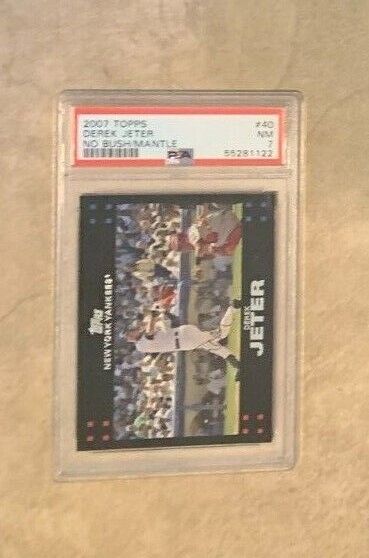 2007 TOPPS #40
DEREK JETER NM
NO BUSH/MANTLE 7
PSA 55281122
Topps
NEW YORK YANKEES
DEREK
JETER